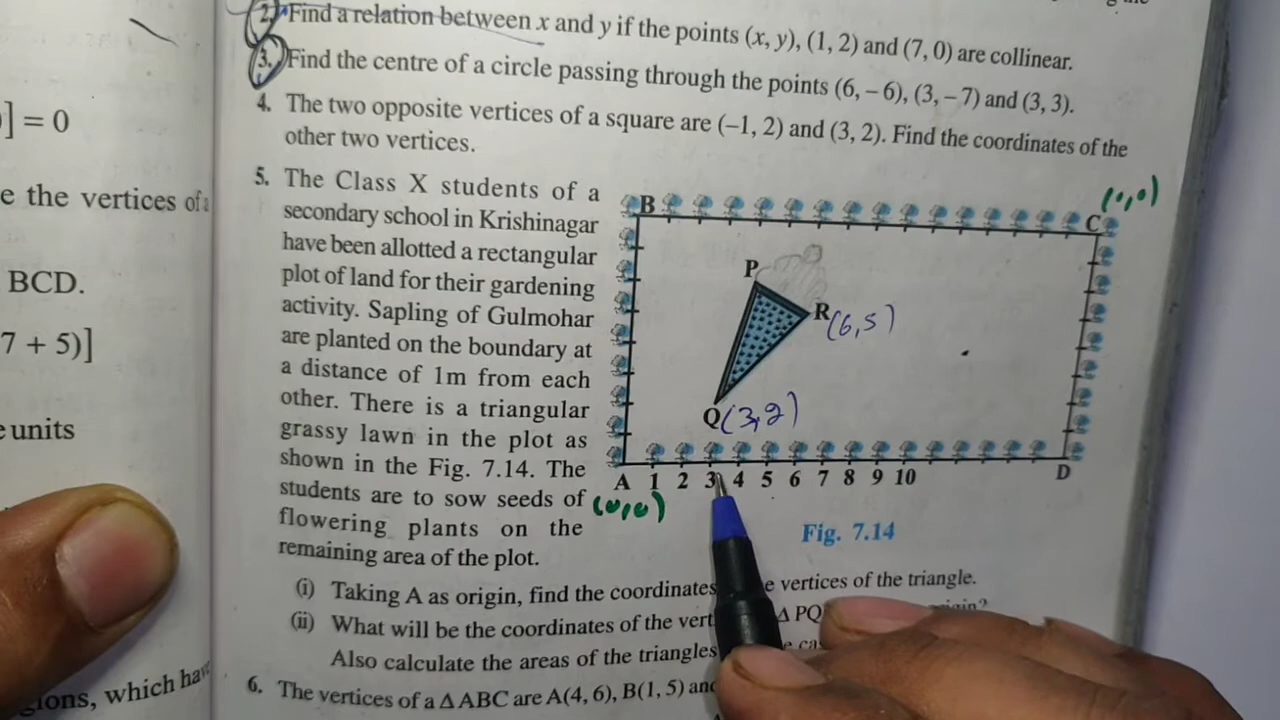 2. Find a relation between x and y if the points (x, y), (1, 2) and (7, 0) are collinear.
3. Find the centre of a circle passing through the points (6, – 6), (3, – 7) and (3, 3).
4. The two opposite vertices of a square are (–1, 2) and (3, 2). Find the coordinates of the
other two vertices.
] = 0
e the vertices of a
BCD.
7 + 5)]
e units
ions, which have
5. The Class X students of a
secondary school in Krishinagar
have been allotted a rectangular
plot of land for their gardening
activity. Sapling of Gulmohar
are planted on the boundary at
a distance of 1m from each
other. There is a triangular
grassy lawn in the plot as
shown in the Fig. 7.14. The
students are to sow seeds of
flowering plants on the
remaining area of the plot.
B
C
(0,0)
P
R (6,5)
Q (3,2)
A 1 2 3 4 5 6 7 8 9 10 D
(0,0)
Fig. 7.14
(i) Taking A as origin, find the coordinates vertices of the triangle.
(ii) What will be the coordinates of the Δ PQ
Also calculate the areas of the triangles
6. The vertices of a Δ ABC are A(4, 6), B(1, 5)